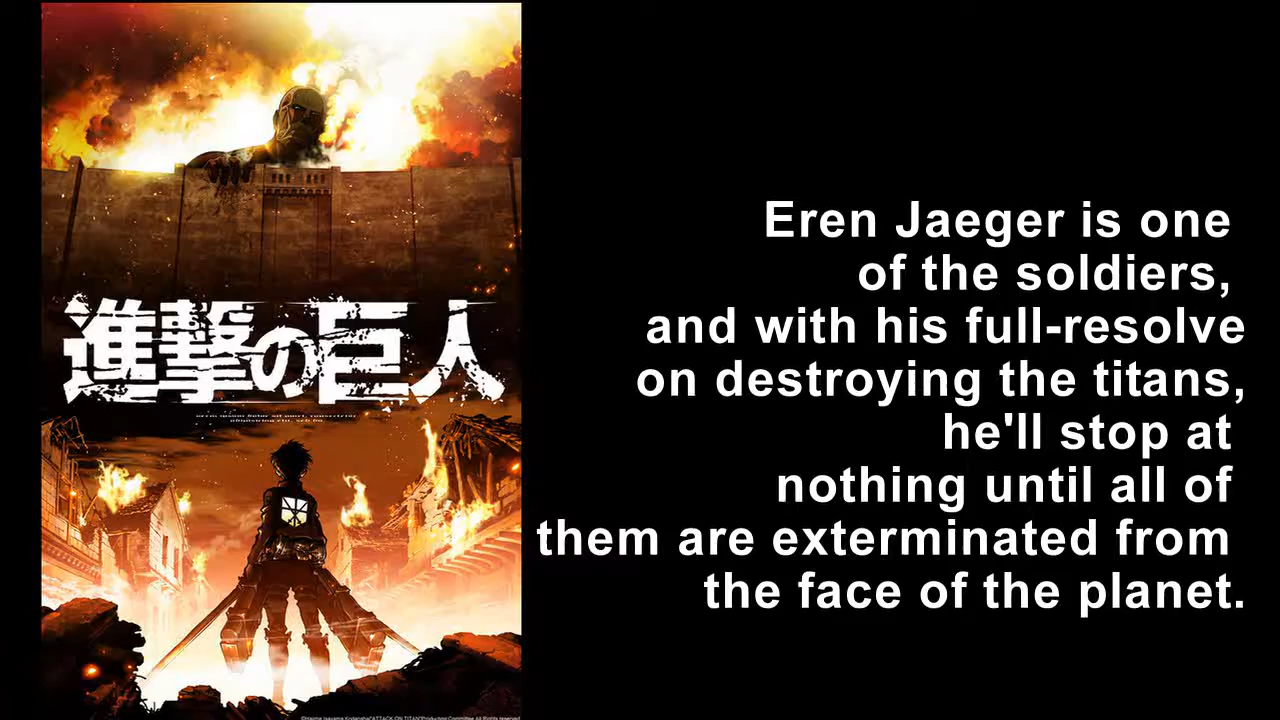 進撃の巨人
Eren Jaeger is one
of the soldiers,
and with his full-resolve
on destroying the titans,
he'll stop at
nothing until all of
them are exterminated from
the face of the planet.